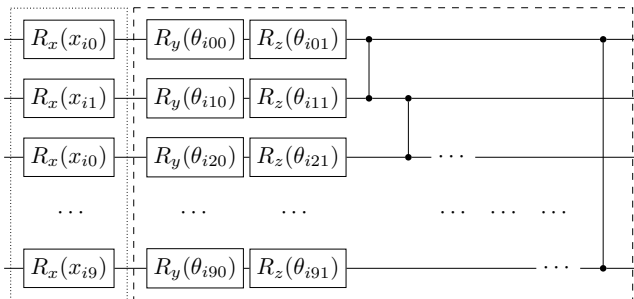 R_x(x_{i0}) R_y(θ_{i00}) R_z(θ_{i01})
R_x(x_{i1}) R_y(θ_{i10}) R_z(θ_{i11})
R_x(x_{i0}) R_y(θ_{i20}) R_z(θ_{i21}) ···
··· ··· ··· ··· ··· ···
R_x(x_{i9}) R_y(θ_{i90}) R_z(θ_{i91}) ···